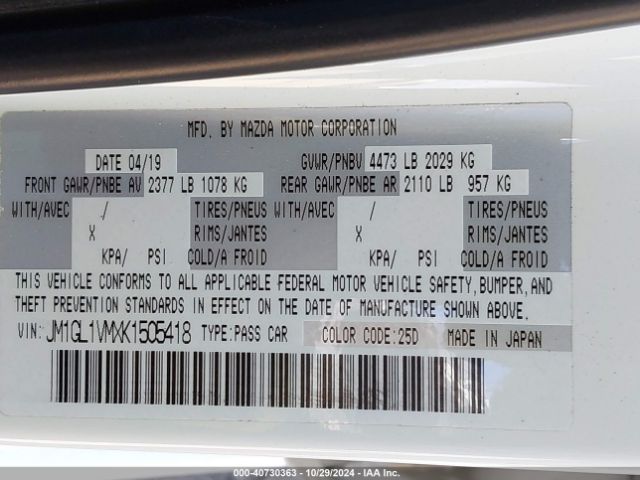 MFD. BY MAZDA MOTOR CORPORATION
DATE 04/19 GVWR/PNBV 4473 LB 2029 KG
FRONT GAWR/PNBE AV 2377 LB 1078 KG REAR GAWR/PNBE AR 2110 LB 957 KG
WITH/AVEC / TIRES/PNEUS WITH/AVEC / TIRES/PNEUS
X RIMS/JANTES X RIMS/JANTES
KPA/ PSI COLD/A FROID KPA/ PSI COLD/A FROID
THIS VEHICLE CONFORMS TO ALL APPLICABLE FEDERAL MOTOR VEHICLE SAFETY,BUMPER,AND
THEFT PREVENTION STANDARDS IN EFFECT ON THE DATE OF MANUFACTURE SHOWN ABOVE.
VIN: JM1GL1VMXK1505418 TYPE:PASS CAR COLOR CODE:25D MADE IN JAPAN
000-40730363 - 10/29/2024 - IAAI.COM